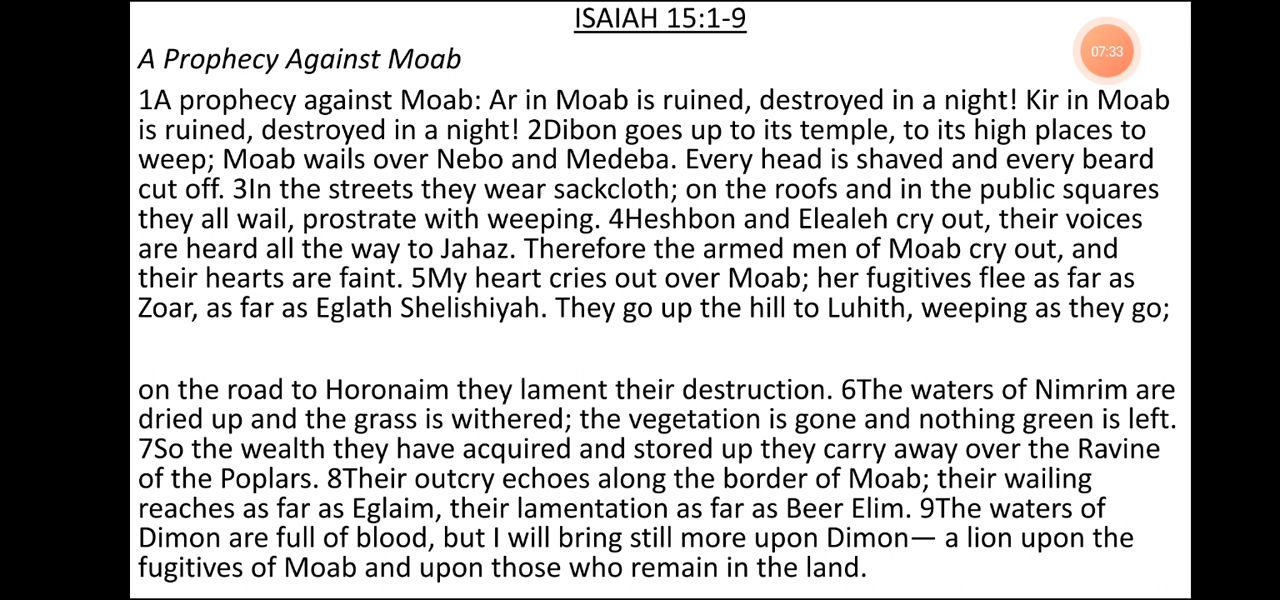 ISAIAH 15:1-9
07:33
A Prophecy Against Moab
1A prophecy against Moab: Ar in Moab is ruined, destroyed in a night! Kir in Moab
is ruined, destroyed in a night! 2Dibon goes up to its temple, to its high places to
weep; Moab wails over Nebo and Medeba. Every head is shaved and every beard
cut off. 3In the streets they wear sackcloth; on the roofs and in the public squares
they all wail, prostrate with weeping. 4Heshbon and Elealeh cry out, their voices
are heard all the way to Jahaz. Therefore the armed men of Moab cry out, and
their hearts are faint. 5My heart cries out over Moab; her fugitives flee as far as
Zoar, as far as Eglath Shelishiyah. They go up the hill to Luhith, weeping as they go;
on the road to Horonaim they lament their destruction. 6The waters of Nimrim are
dried up and the grass is withered; the vegetation is gone and nothing green is left.
7So the wealth they have acquired and stored up they carry away over the Ravine
of the Poplars. 8Their outcry echoes along the border of Moab; their wailing
reaches as far as Eglaim, their lamentation as far as Beer Elim. 9The waters of
Dimon are full of blood, but I will bring still more upon Dimon— a lion upon the
fugitives of Moab and upon those who remain in the land.